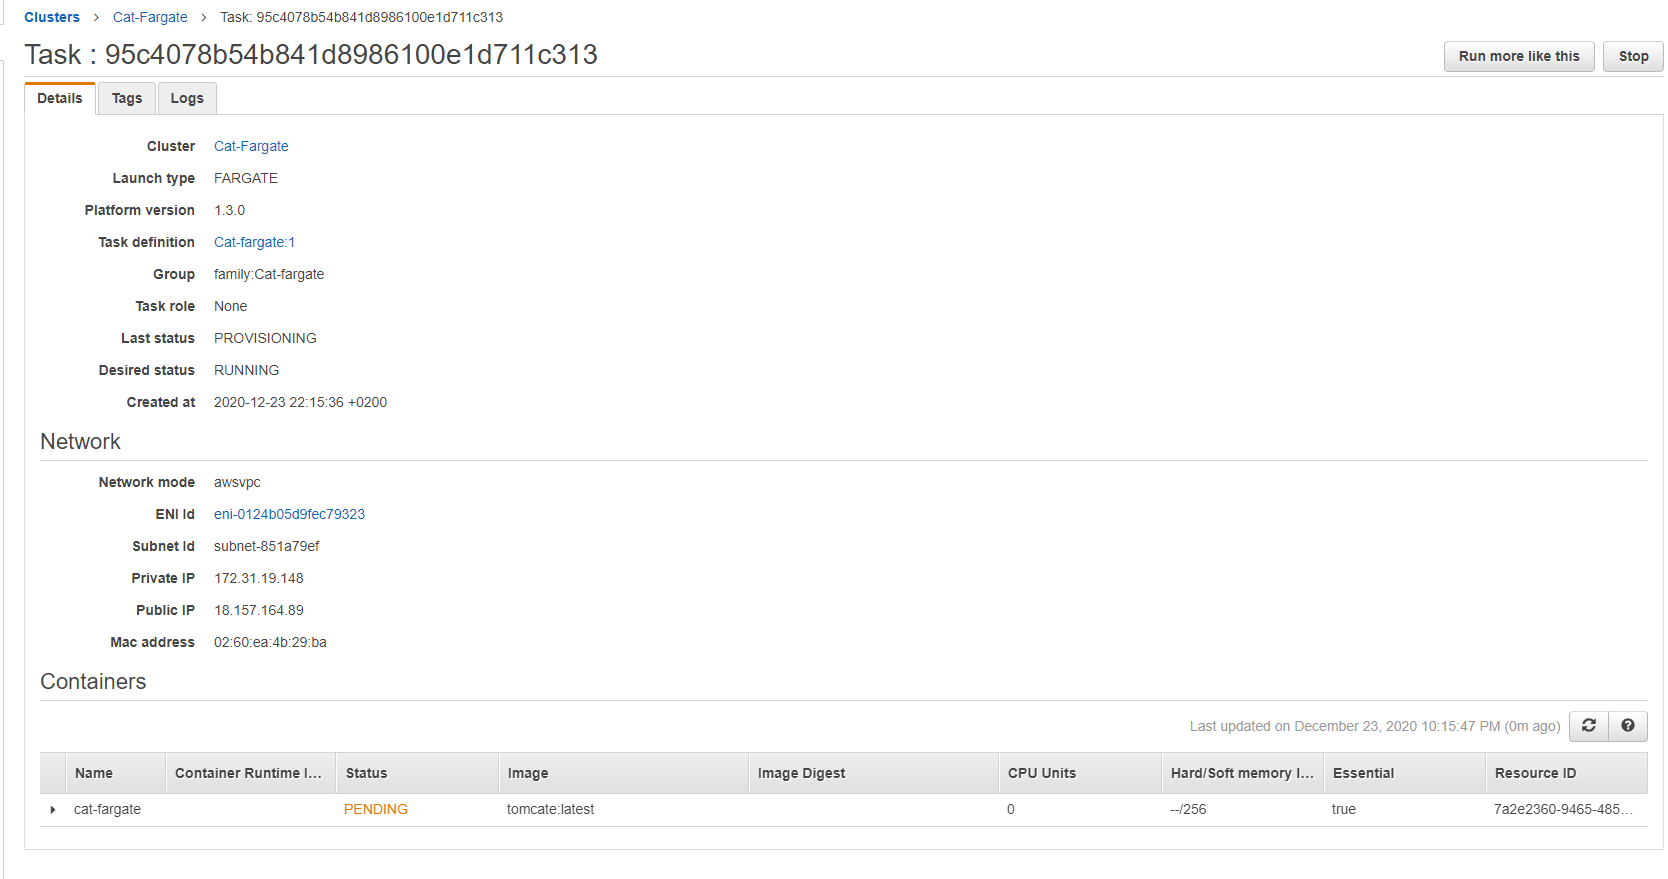 Clusters > Cat-Fargate > Task: 95c4078b54b841d8986100e1d711c313
Task : 95c4078b54b841d8986100e1d711c313
Run more like this
Stop
Details
Tags
Logs
Cluster Cat-Fargate
Launch type FARGATE
Platform version 1.3.0
Task definition Cat-fargate:1
Group family:Cat-fargate
Task role None
Last status PROVISIONING
Desired status RUNNING
Created at 2020-12-23 22:15:36 +0200
Network
Network mode awsvpc
ENI Id eni-0124b05d9fec79323
Subnet Id subnet-851a79ef
Private IP 172.31.19.148
Public IP 18.157.164.89
Mac address 02:60:ea:4b:29:ba
Containers
Last updated on December 23, 2020 10:15:47 PM (0m ago)
Name Container Runtime I... Status Image Image Digest CPU Units Hard/Soft memory l... Essential Resource ID
cat-fargate PENDING tomcate:latest 0 --/256 true 7a2e2360-9465-485...